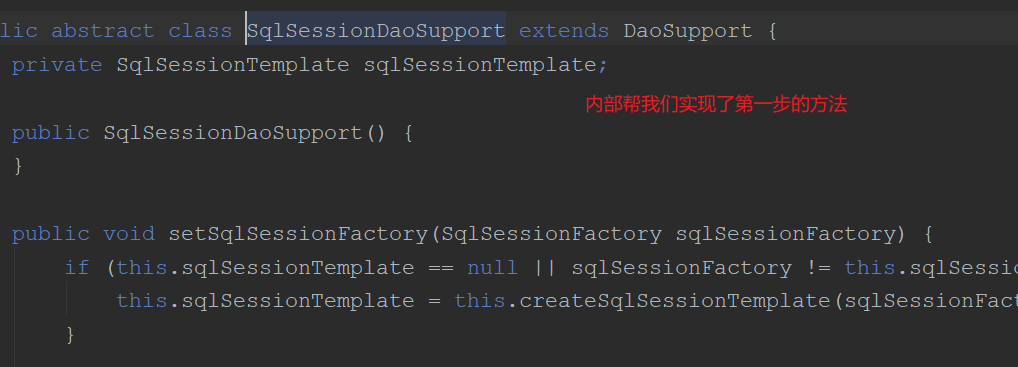 lic abstract class SqlSessionDaoSupport extends DaoSupport {
private SqlSessionTemplate sqlSessionTemplate;
内部帮我们实现了第一步的方法
public SqlSessionDaoSupport() {
}
public void setSqlSessionFactory(SqlSessionFactory sqlSessionFactory) {
if (this.sqlSessionTemplate == null || sqlSessionFactory != this.sqlSessio
this.sqlSessionTemplate = this.createSqlSessionTemplate(sqlSessionFact
}